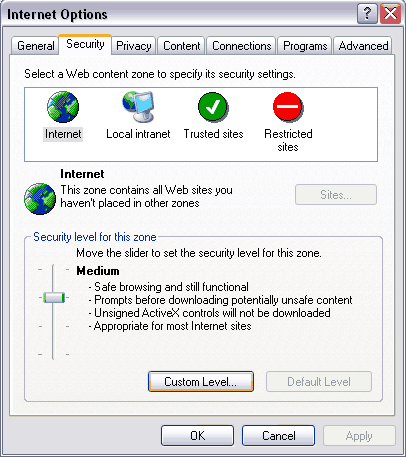 Internet Options
General Security Privacy Content Connections Programs Advanced
Select a Web content zone to specify its security settings.
Internet Local intranet Trusted sites Restricted
sites
Internet
This zone contains all Web sites you
haven't placed in other zones
Sites...
Security level for this zone
Move the slider to set the security level for this zone.
Medium
- Safe browsing and still functional
- Prompts before downloading potentially unsafe content
- Unsigned ActiveX controls will not be downloaded
- Appropriate for most Internet sites
Custom Level... Default Level
OK Cancel Apply